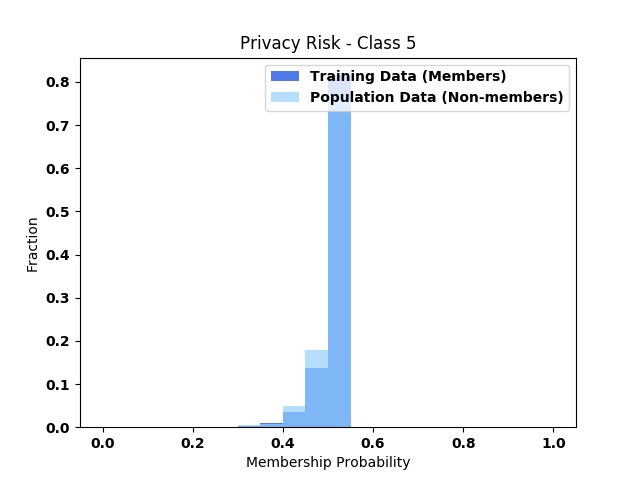 Privacy Risk - Class 5
Training Data (Members)
Population Data (Non-members)
0.8
0.7
0.6
0.5
0.4
0.3
0.2
0.1
0.0
Fraction
0.0 0.2 0.4 0.6 0.8 1.0
Membership Probability